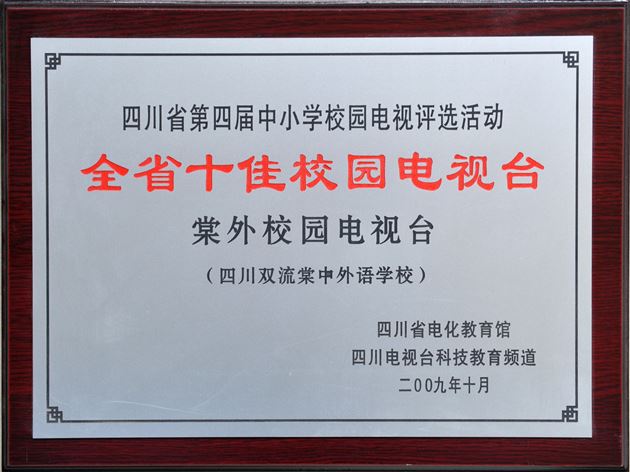 四川省第四届中小学校园电视评选活动
全省十佳校园电视台
棠外校园电视台
（四川双流棠中外语学校）
四川省电化教育馆
四川电视台科技教育频道
二00九年十月